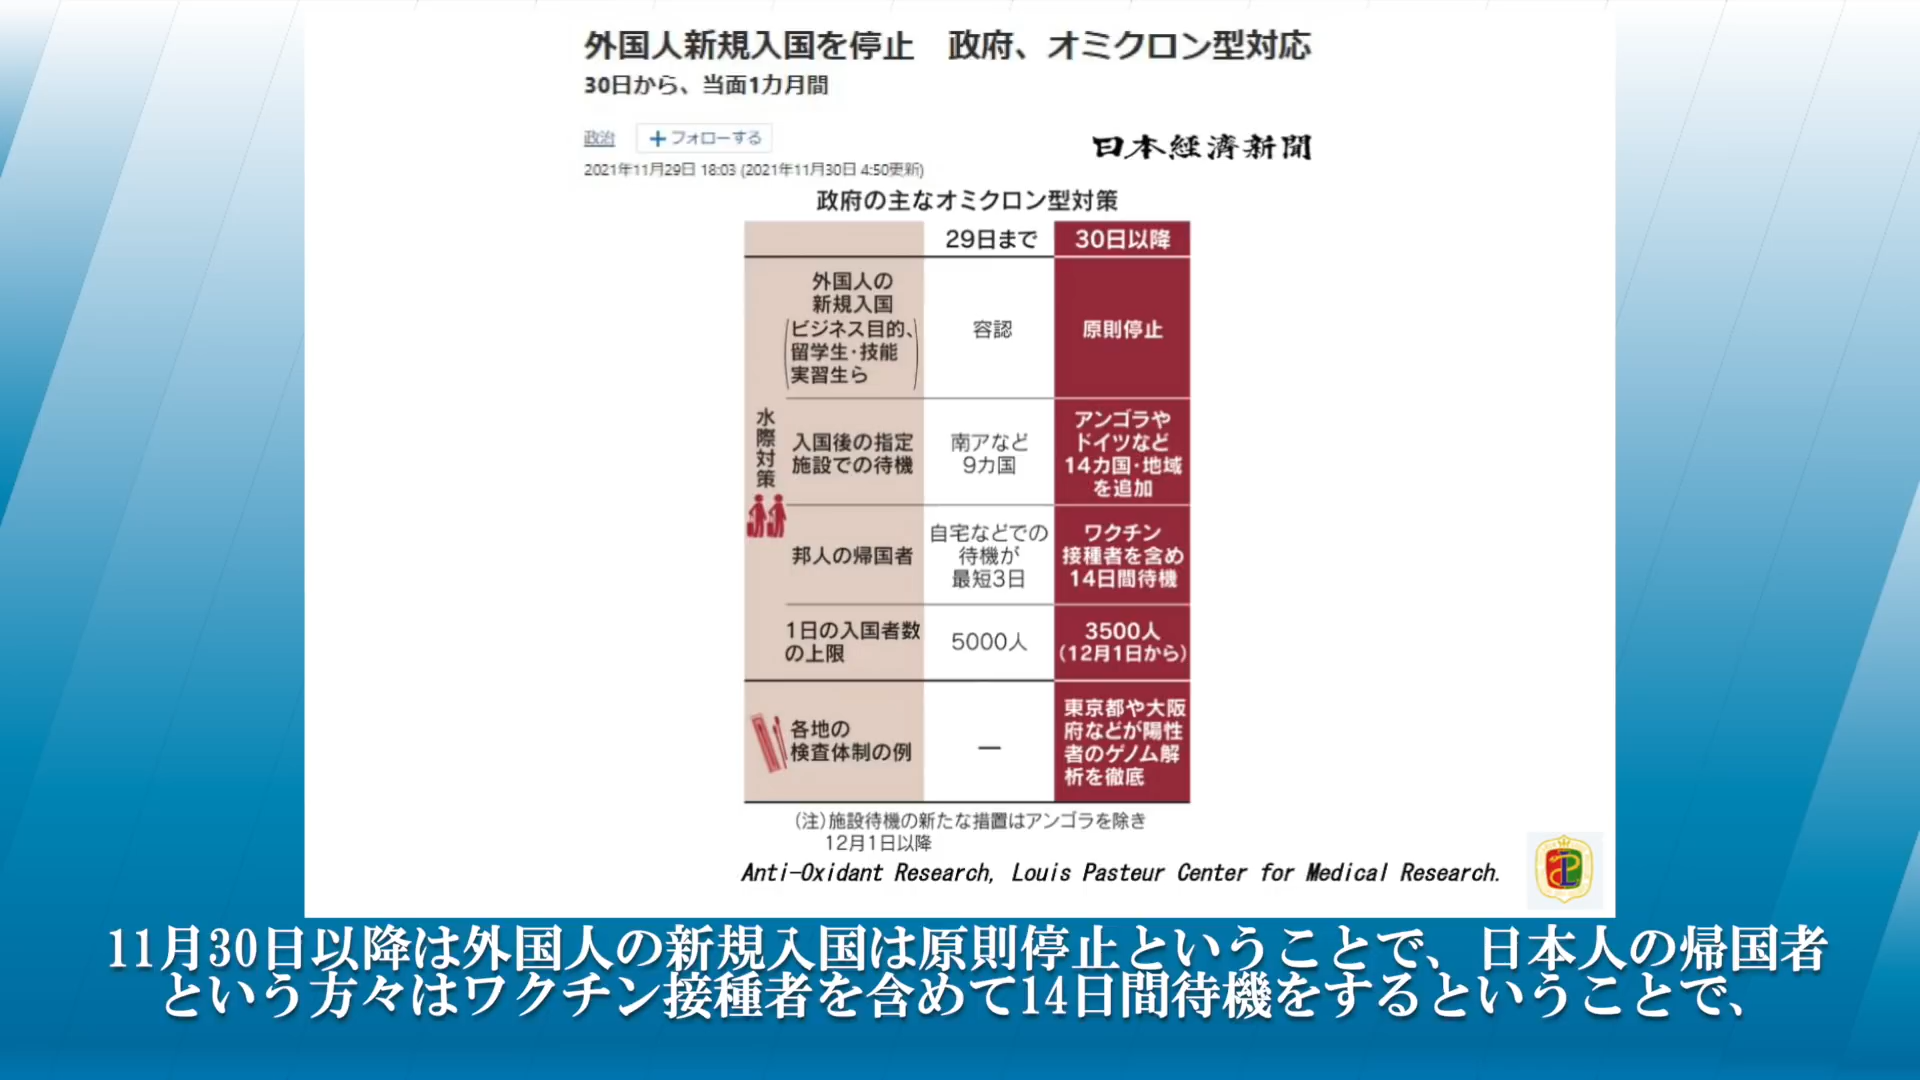 外国人新規入国を停止　政府、オミクロン型対応
30日から、当面1カ月間
政治
+フォローする
日本経済新聞
2021年11月29日 18:03 (2021年11月30日 4:50更新)
政府の主なオミクロン型対策
29日まで
30日以降
水際対策
外国人の
新規入国
(ビジネス目的、
留学生・技能
実習生ら)
容認
原則停止
入国後の指定
施設での待機
南アなど
9カ国
アンゴラや
ドイツなど
14カ国・地域
を追加
邦人の帰国者
自宅などでの
待機が
最短3日
ワクチン
接種者を含め
14日間待機
1日の入国者数
の上限
5000人
3500人
(12月1日から)
各地の
検査体制の例
―
東京都や大阪
府などが陽性
者のゲノム解
析を徹底
(注)施設待機の新たな措置はアンゴラを除き
12月1日以降
Anti-Oxidant Research, Louis Pasteur Center for Medical Research.
11月30日以降は外国人の新規入国は原則停止ということで、日本人の帰国者
という方々はワクチン接種者を含めて14日間待機をするということで、